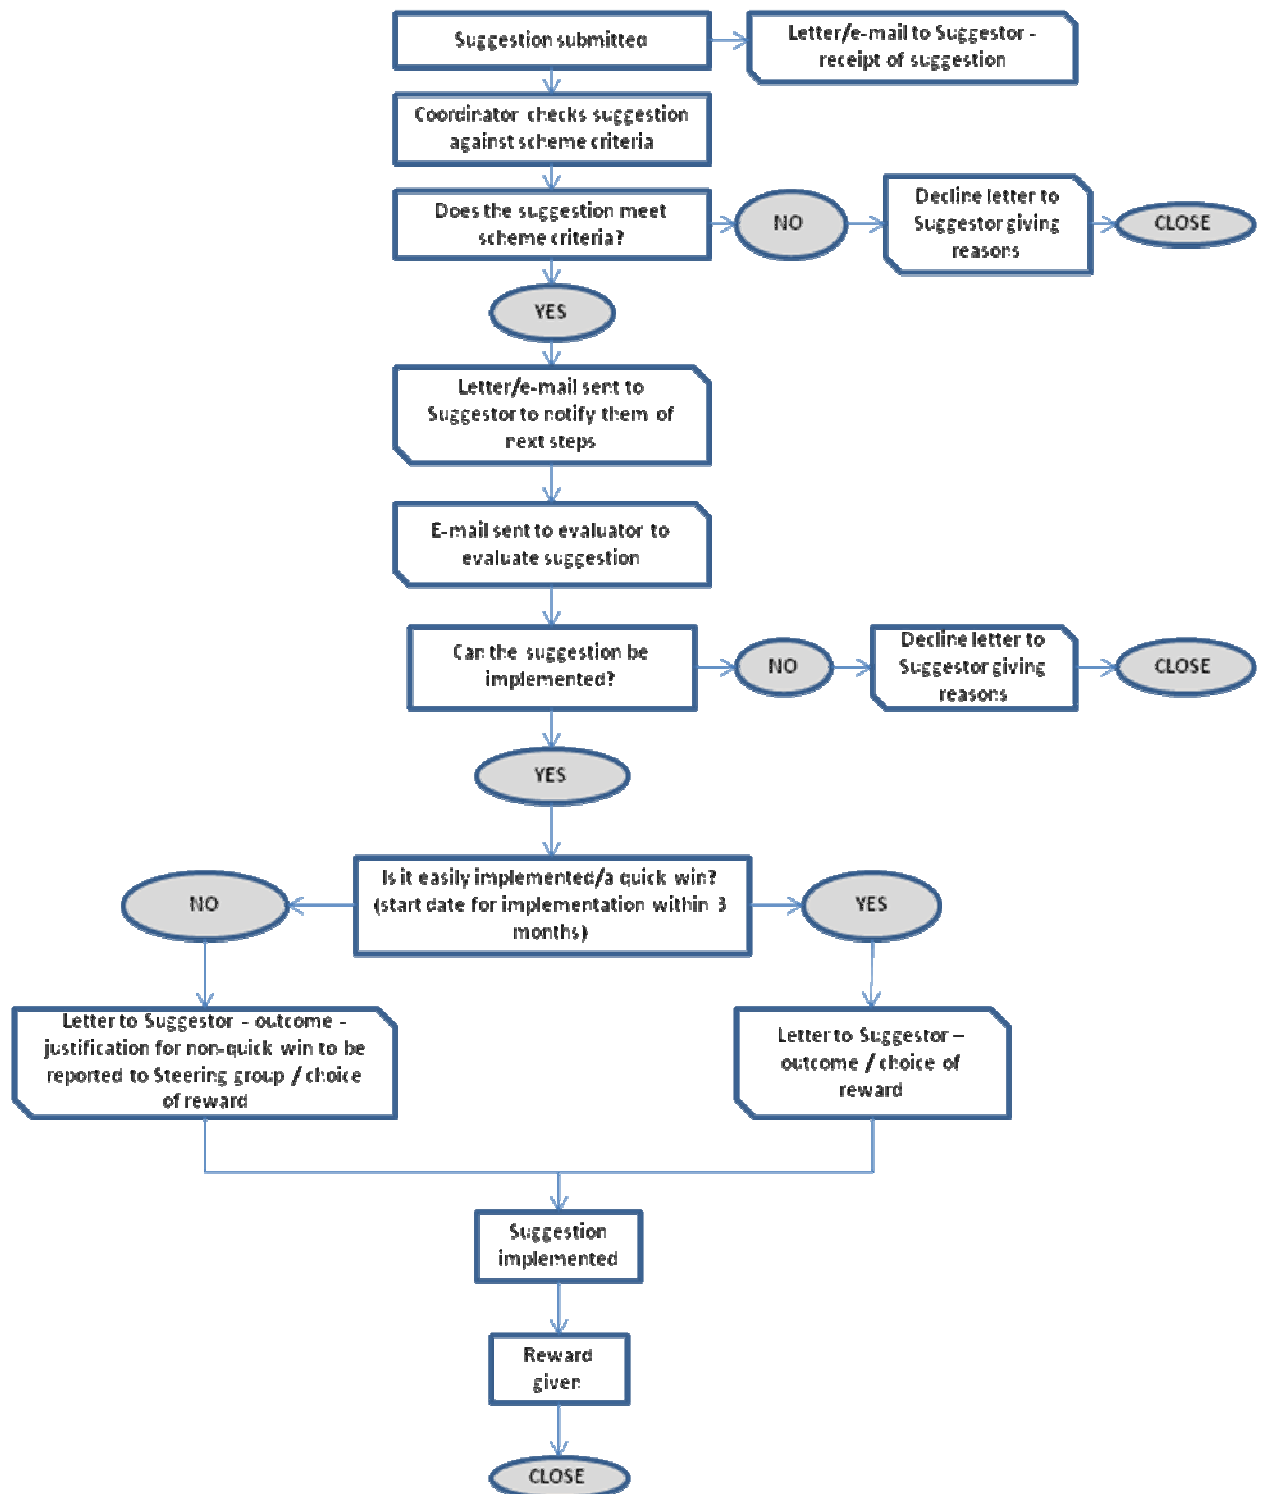 Suggestion submitted
Letter/e-mail to Suggestor -
receipt of suggestion
Coordinator checks suggestion
against scheme criteria
Does the suggestion meet
scheme criteria?
NO
Decline letter to
Suggestor giving
reasons
CLOSE
YES
Letter/e-mail sent to
Suggestor to notify them of
next steps
E-mail sent to evaluator to
evaluate suggestion
Can the suggestion be
implemented?
NO
Decline letter to
Suggestor giving
reasons
CLOSE
YES
Is it easily implemented/a quick win?
(start date for implementation within 3
months)
NO
YES
Letter to Suggestor - outcome -
justification for non-quick win to be
reported to Steering group / choice
of reward
Letter to Suggestor –
outcome / choice of
reward
Suggestion
implemented
Reward
given
CLOSE